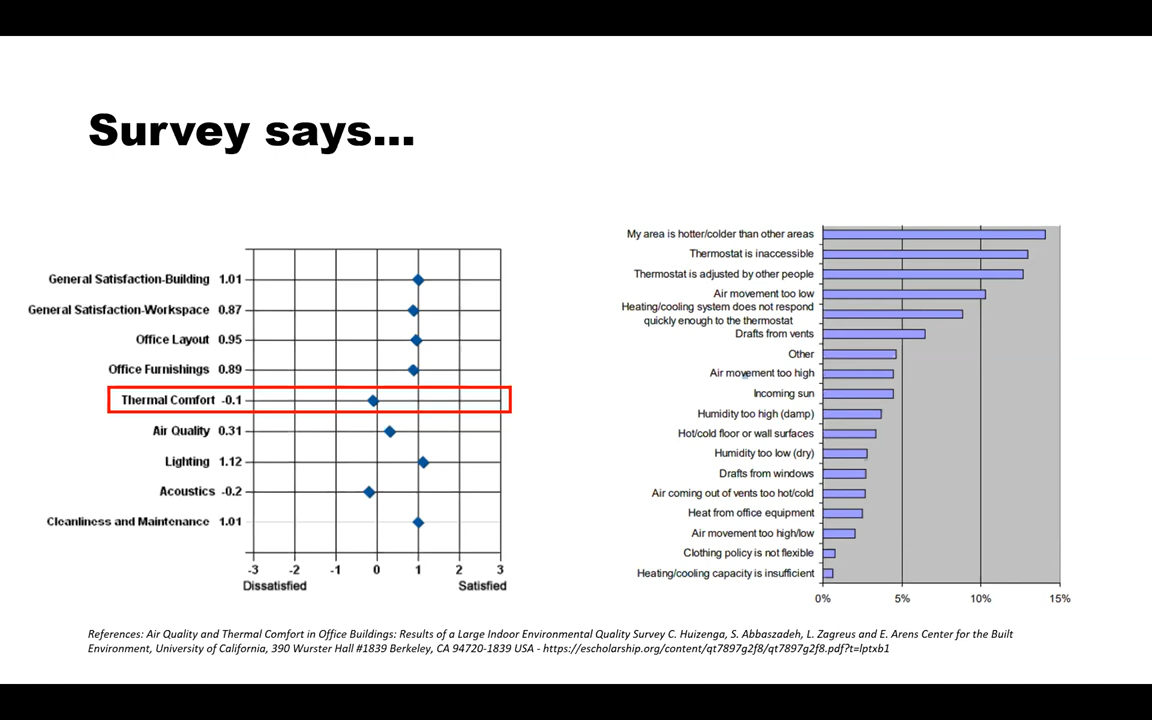 Survey says...
General Satisfaction-Building 1.01
General Satisfaction-Workspace 0.87
Office Layout 0.95
Office Furnishings 0.89
Thermal Comfort -0.1
Air Quality 0.31
Lighting 1.12
Acoustics -0.2
Cleanliness and Maintenance 1.01
-3 -2 -1 0 1 2 3
Dissatisfied Satisfied
My area is hotter/colder than other areas
Thermostat is inaccessible
Thermostat is adjusted by other people
Air movement too low
Heating/cooling system does not respond
quickly enough to the thermostat
Drafts from vents
Other
Air movement too high
Incoming sun
Humidity too high (damp)
Hot/cold floor or wall surfaces
Humidity too low (dry)
Drafts from windows
Air coming out of vents too hot/cold
Heat from office equipment
Air movement too high/low
Clothing policy is not flexible
Heating/cooling capacity is insufficient
0% 5% 10% 15%
References: Air Quality and Thermal Comfort in Office Buildings: Results of a Large Indoor Environmental Quality Survey C. Huizenga, S. Abbaszadeh, L. Zagreus and E. Arens Center for the Built
Environment, University of California, 390 Wurster Hall #1839 Berkeley, CA 94720-1839 USA - https://escholarship.org/content/qt7897g2f8/qt7897g2f8.pdf?t=lptxb1